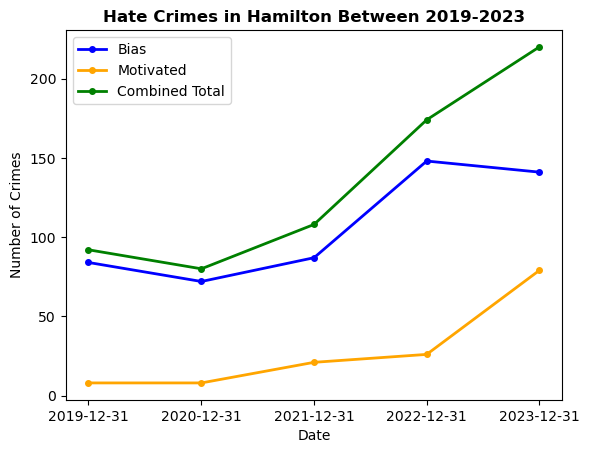 Hate Crimes in Hamilton Between 2019-2023
Bias
Motivated
Combined Total
Number of Crimes
200
150
100
50
0
2019-12-31 2020-12-31 2021-12-31 2022-12-31 2023-12-31
Date